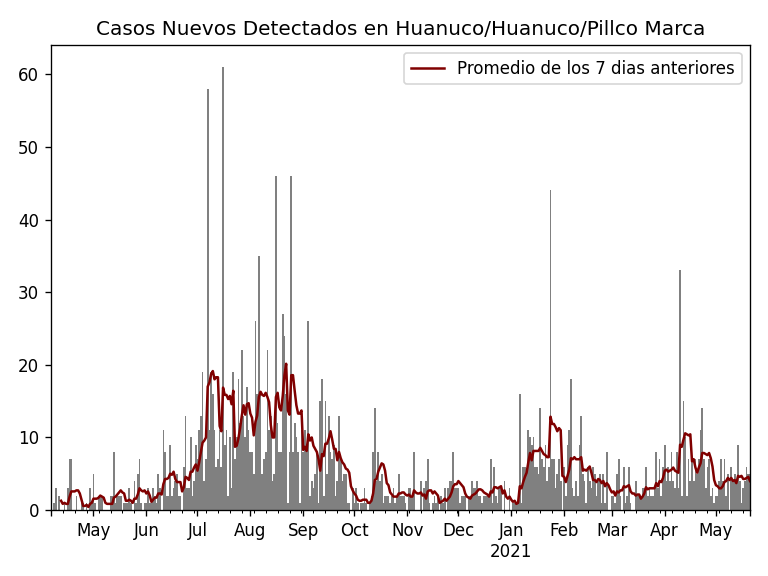 Casos Nuevos Detectados en Huanuco/Huanuco/Pillco Marca
Promedio de los 7 dias anteriores
60
50
40
30
20
10
0
May Jun Jul Aug Sep Oct Nov Dec Jan Feb Mar Apr May
2021